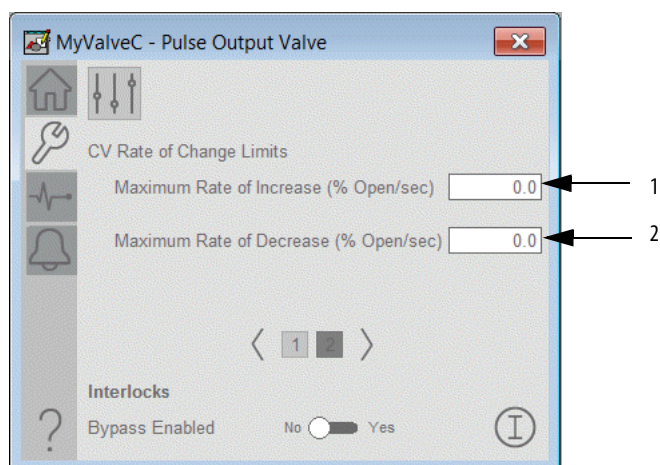 MyValveC - Pulse Output Valve
CV Rate of Change Limits
Maximum Rate of Increase (% Open/sec) 0.0 1
Maximum Rate of Decrease (% Open/sec) 0.0 2
1 2
Interlocks
Bypass Enabled No Yes
?